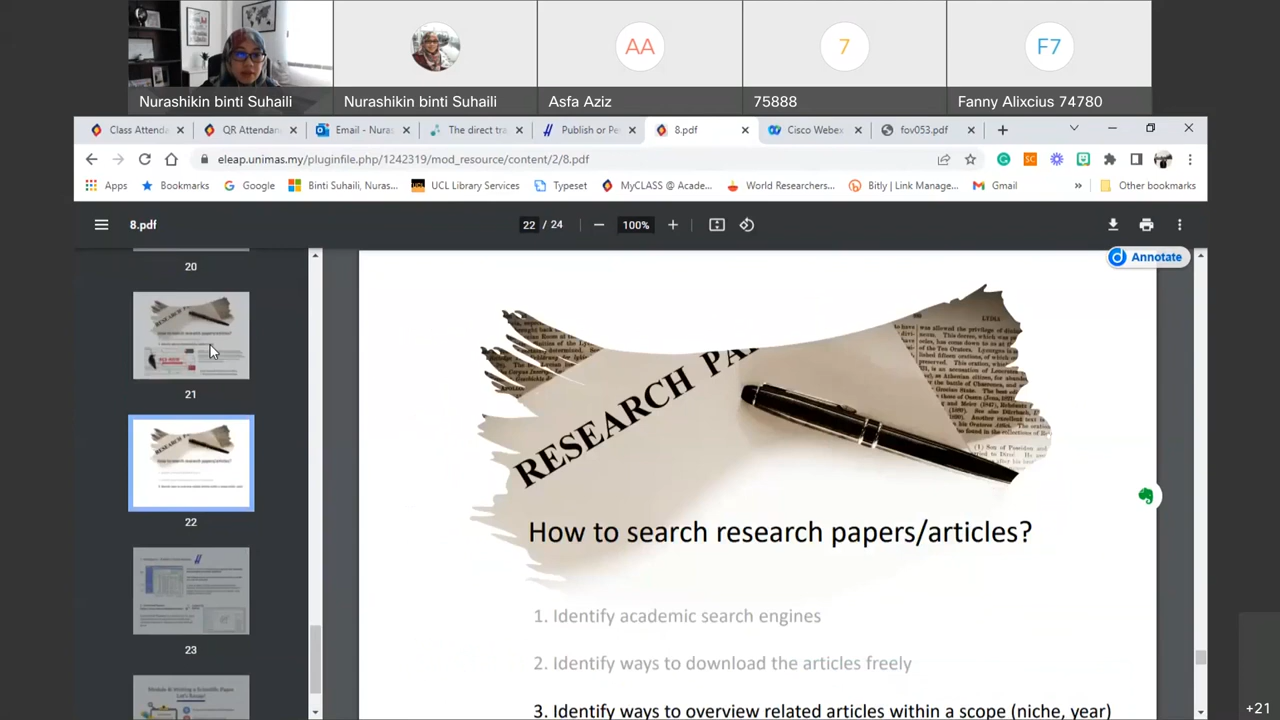 AA
7
F7
Nurashikin binti Suhaili
Nurashikin binti Suhaili
Asfa Aziz
75888
Fanny Alixcius 74780
Class Attenda
QR Attendan
Email - Nuras
The direct tra
Publish or Pe
8.pdf
Cisco Webex
fov053.pdf
eleap.unimas.my/pluginfile.php/1242319/mod_resource/content/2/8.pdf
Apps
Bookmarks
Google
Binti Suhaili, Nuras...
UCL Library Services
Typeset
MyCLASS @ Acade...
World Researchers...
Bitly | Link Manage...
Gmail
»
Other bookmarks
8.pdf
22 / 24
100%
Annotate
20
21
22
23
RESEARCH PA
How to search research papers/articles?
1. Identify academic search engines
2. Identify ways to download the articles freely
3. Identify ways to overview related articles within a scope (niche, year)
+21